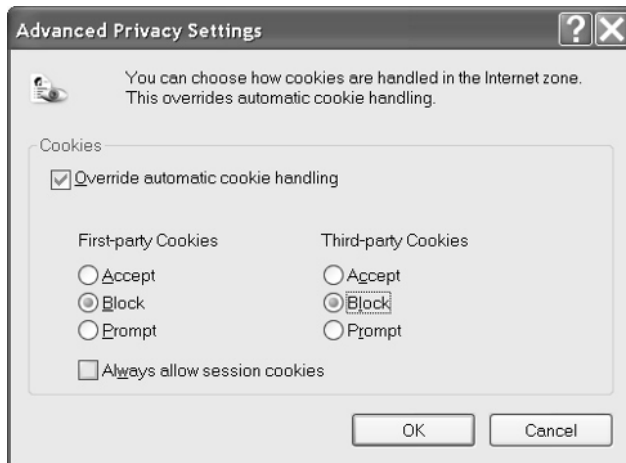 Advanced Privacy Settings
You can choose how cookies are handled in the Internet zone.
This overrides automatic cookie handling.
Cookies
Override automatic cookie handling
First-party Cookies Third-party Cookies
Accept Accept
Block Block
Prompt Prompt
Always allow session cookies
OK Cancel